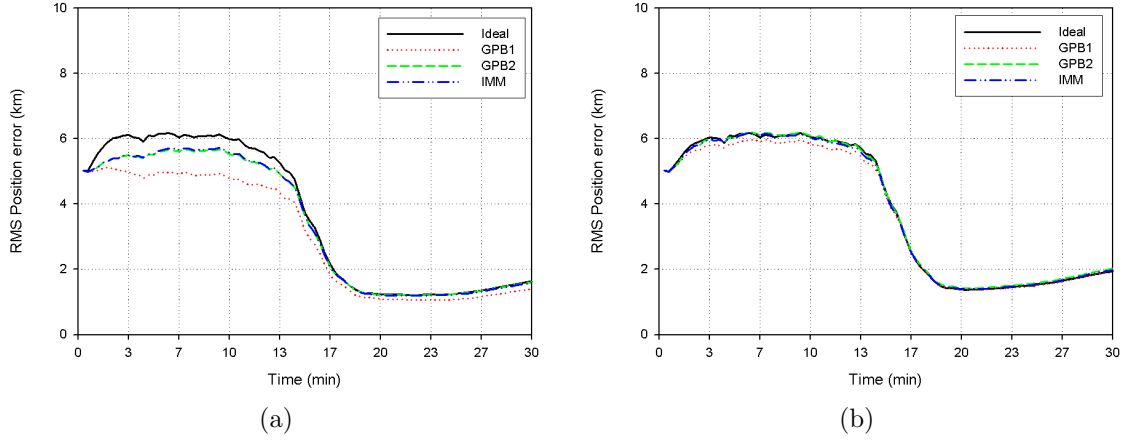 10
8
6
4
2
0
RMS Position error (km)
Ideal
GPB1
GPB2
IMM
0 3 7 10 13 17 20 23 27 30
Time (min)
(a)
10
8
6
4
2
0
RMS Position error (km)
Ideal
GPB1
GPB2
IMM
0 3 7 10 13 17 20 23 27 30
Time (min)
(b)